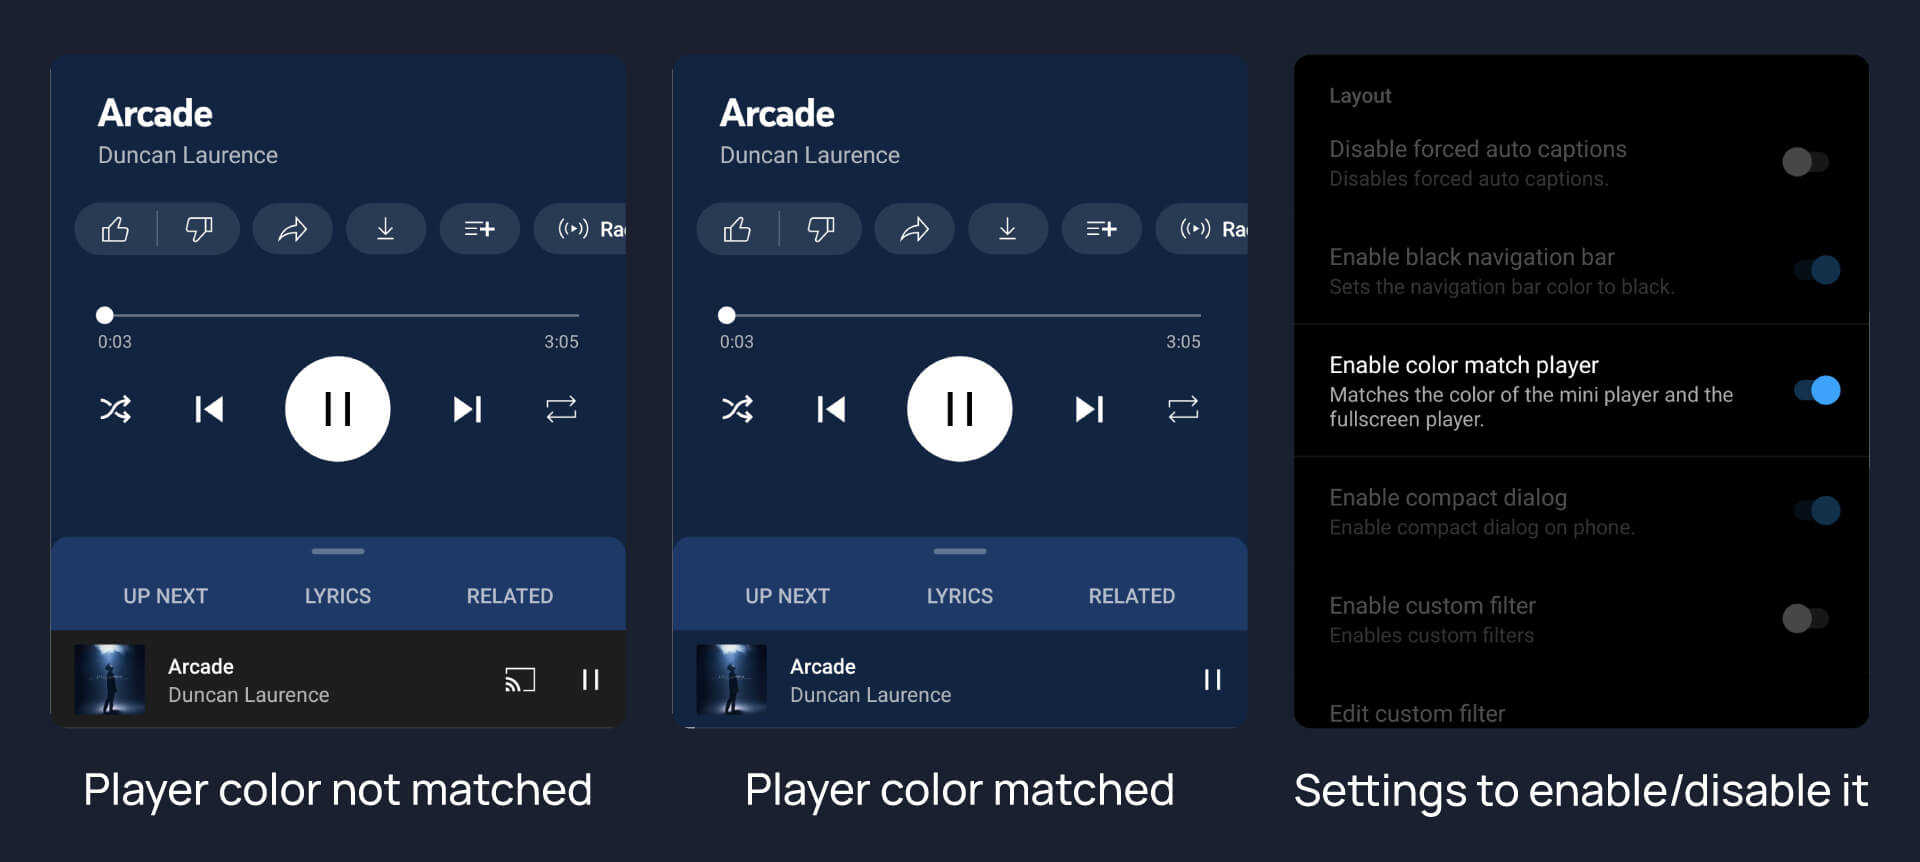 Arcade
Duncan Laurence
0:03
3:05
UP NEXT
LYRICS
RELATED
Arcade
Duncan Laurence
Player color not matched
Arcade
Duncan Laurence
0:03
3:05
UP NEXT
LYRICS
RELATED
Arcade
Duncan Laurence
Player color matched
Layout
Disable forced auto captions
Disables forced auto captions.
Enable black navigation bar
Sets the navigation bar color to black.
Enable color match player
Matches the color of the mini player and the
fullscreen player.
Enable compact dialog
Enable compact dialog on phone.
Enable custom filter
Enables custom filters
Edit custom filter
Settings to enable/disable it